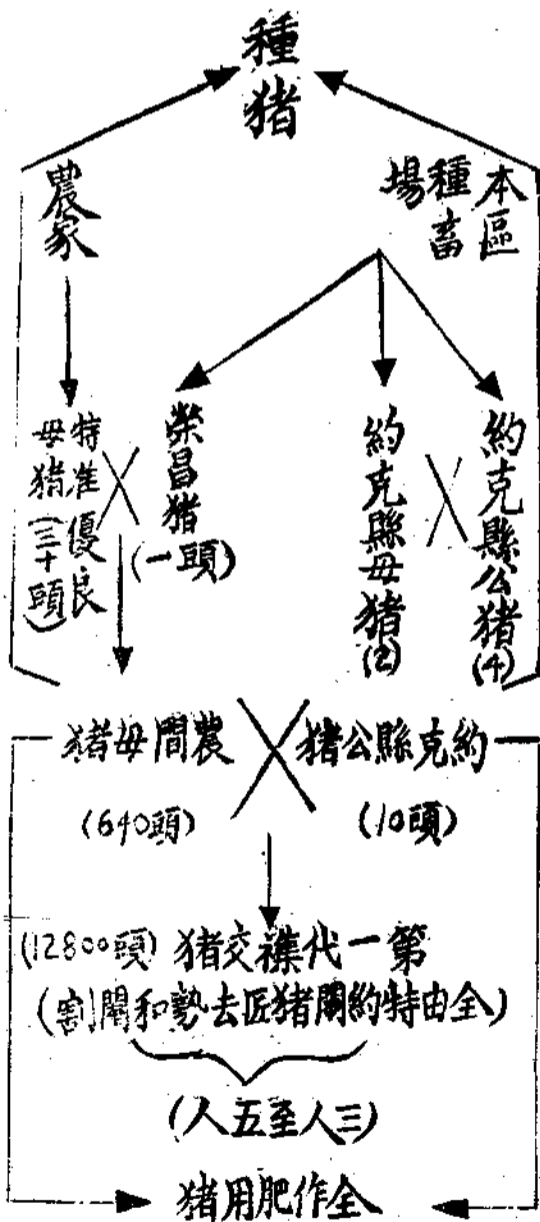 種猪
本區
種畜
場
農家
約克縣公猪(4)
約克縣母猪(2)
榮昌猪(一頭)
特准優良
母猪(三十頭)
約克縣公猪
(10頭)
農間母猪
(640頭)
第一代襍交猪(12800頭)
(全由特約閹猪匠去勢和閹割)
(三人至五人)
全作肥用猪